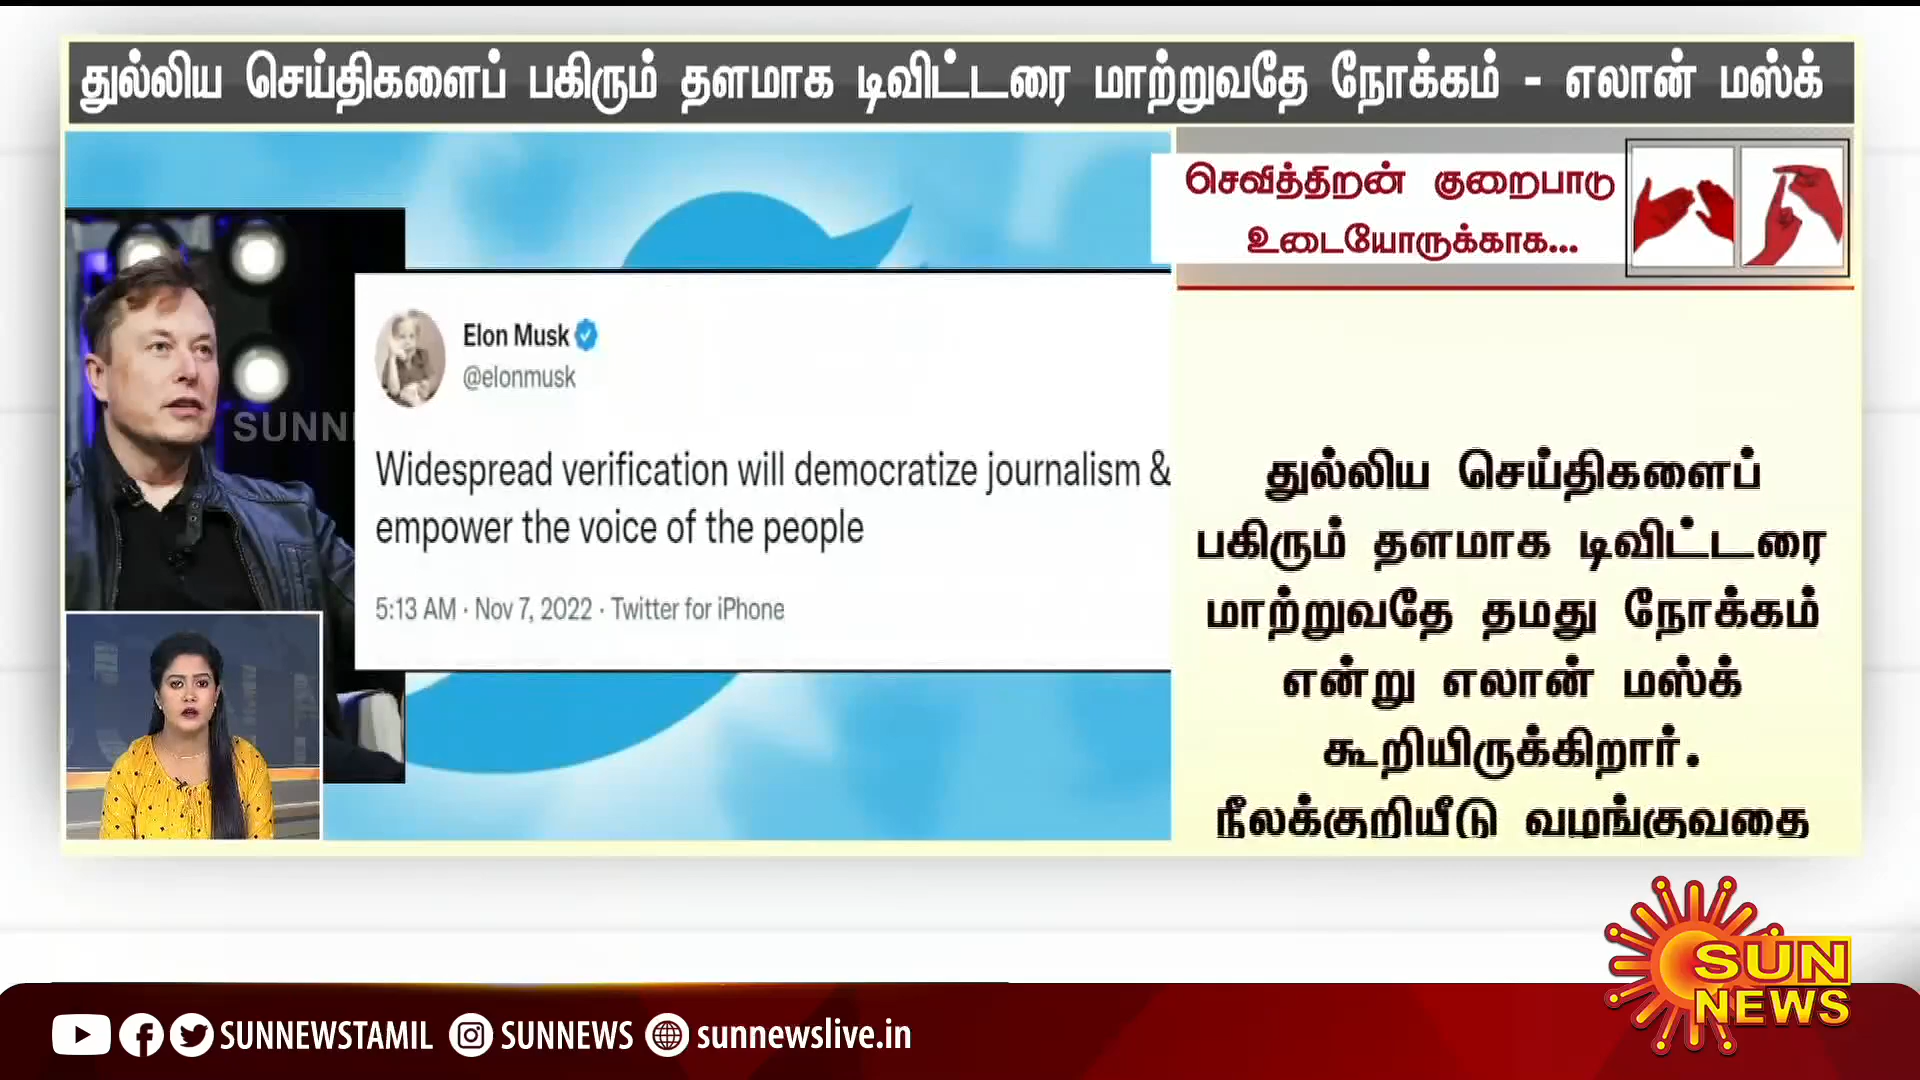 துல்லிய செய்திகளைப் பகிரும் தளமாக டிவிட்டரை மாற்றுவதே நோக்கம் - எலான் மஸ்க்
செவித்திறன் குறைபாடு
உடையோருக்காக...
Elon Musk
@elonmusk
SUNN
Widespread verification will democratize journalism &
empower the voice of the people
5:13 AM · Nov 7, 2022 · Twitter for iPhone
துல்லிய செய்திகளைப்
பகிரும் தளமாக டிவிட்டரை
மாற்றுவதே தமது நோக்கம்
என்று எலான் மஸ்க்
கூறியிருக்கிறார்.
நீலக்குறியீடு வழங்குவதை
SUN
NEWS
SUNNEWSTAMIL SUNNEWS sunnewslive.in